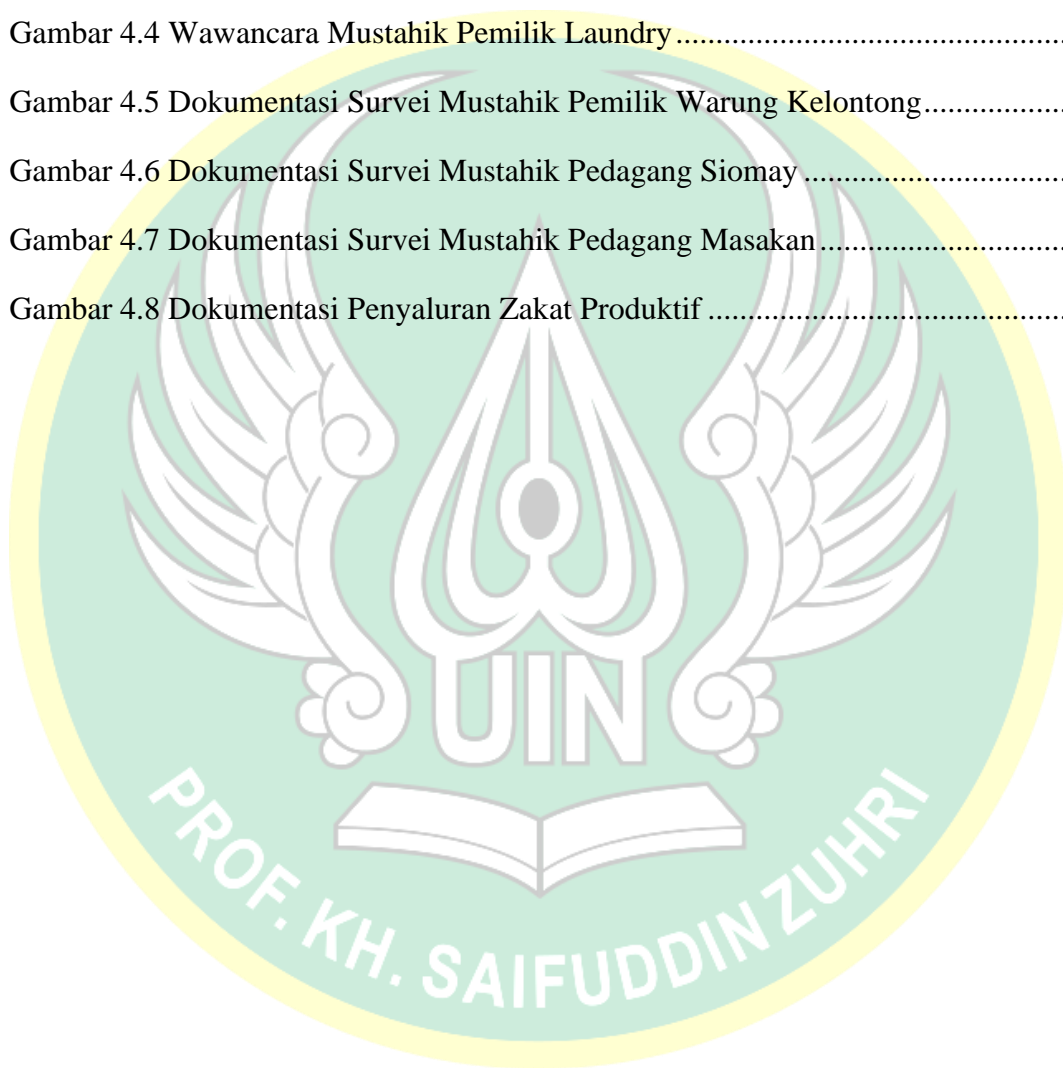 Gambar 4.4 Wawancara Mustahik Pemilik Laundry................................................
Gambar 4.5 Dokumentasi Survei Mustahik Pemilik Warung Kelontong..................
Gambar 4.6 Dokumentasi Survei Mustahik Pedagang Siomay................................
Gambar 4.7 Dokumentasi Survei Mustahik Pedagang Masakan..............................
Gambar 4.8 Dokumentasi Penyaluran Zakat Produktif............................................
UIN
PROF. KH. SAIFUDDIN ZUHRI